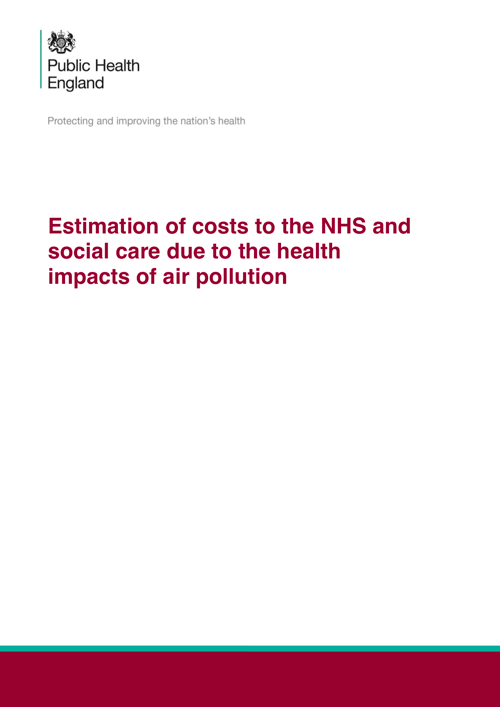 Public Health
England
Protecting and improving the nation's health
Estimation of costs to the NHS and
social care due to the health
impacts of air pollution